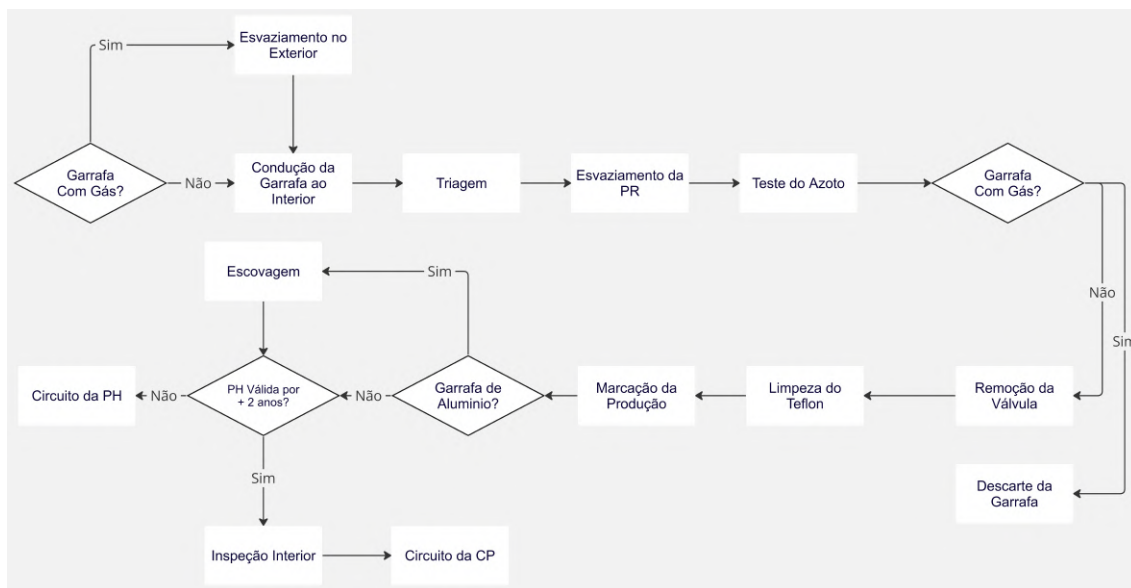 Sim
Esvaziamento no
Exterior
Garrafa
Com Gás?
Não
Condução da
Garrafa ao
Interior
Triagem
Esvaziamento da
PR
Teste do Azoto
Garrafa
Com Gás?
Não
Sim
Escovagem
Sim
Circuito da PH
Não
PH Válida por
+ 2 anos?
Não
Garrafa de
Aluminio?
Marcação da
Produção
Limpeza do
Teflon
Remoção da
Válvula
Sim
Descarte da
Garrafa
Inspeção Interior
Circuito da CP